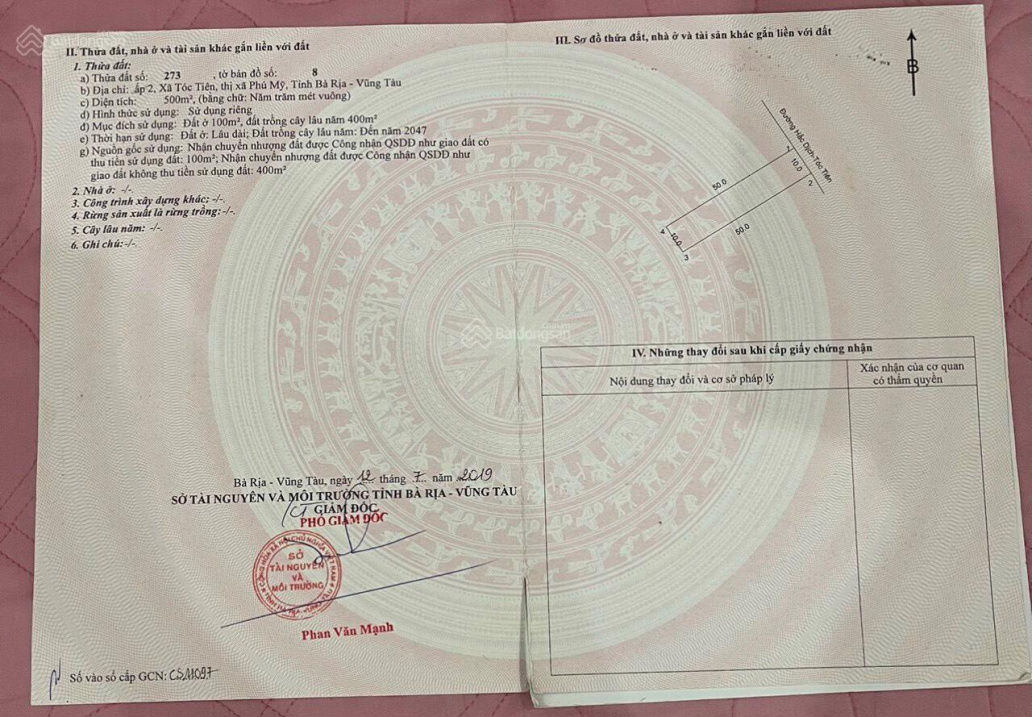 II. Thửa đất, nhà ở và tài sản khác gắn liền với đất
1. Thửa đất:
a) Thửa đất số: 273 , tờ bản đồ số: 8
b) Địa chỉ: ấp 2, Xã Tóc Tiên, thị xã Phú Mỹ, Tỉnh Bà Rịa - Vũng Tàu
c) Diện tích: 500m², (bằng chữ: Năm trăm mét vuông)
d) Hình thức sử dụng: Sử dụng riêng
đ) Mục đích sử dụng: Đất ở 100m², đất trồng cây lâu năm 400m²
e) Thời hạn sử dụng: Đất ở: Lâu dài; Đất trồng cây lâu năm: Đến năm 2047
g) Nguồn gốc sử dụng: Nhận chuyển nhượng đất được Công nhận QSDĐ như giao đất có
thu tiền sử dụng đất: 100m²; Nhận chuyển nhượng đất được Công nhận QSDĐ như
giao đất không thu tiền sử dụng đất: 400m²
2. Nhà ở: -/-
3. Công trình xây dựng khác: -/-.
4. Rừng sản xuất là rừng trồng: -/-.
5. Cây lâu năm: -/-.
6. Ghi chú: -/-.
Bà Rịa - Vũng Tàu, ngày 12 tháng 7 năm 2019
SỞ TÀI NGUYÊN VÀ MÔI TRƯỜNG TỈNH BÀ RỊA - VŨNG TÀU
KT GIÁM ĐỐC
PHÓ GIÁM ĐỐC
SỞ
TÀI NGUYÊN
VÀ
MÔI TRƯỜNG
Phan Văn Mạnh
Số vào sổ cấp GCN: CS11097
III. Sơ đồ thửa đất, nhà ở và tài sản khác gắn liền với đất
B
Đường Hắc Dịch-Tóc Tiên
1
10.0
2
50.0
50.0
4
10.0
3
Batdongsan
IV. Những thay đổi sau khi cấp giấy chứng nhận
Nội dung thay đổi và cơ sở pháp lý
Xác nhận của cơ quan
có thẩm quyền